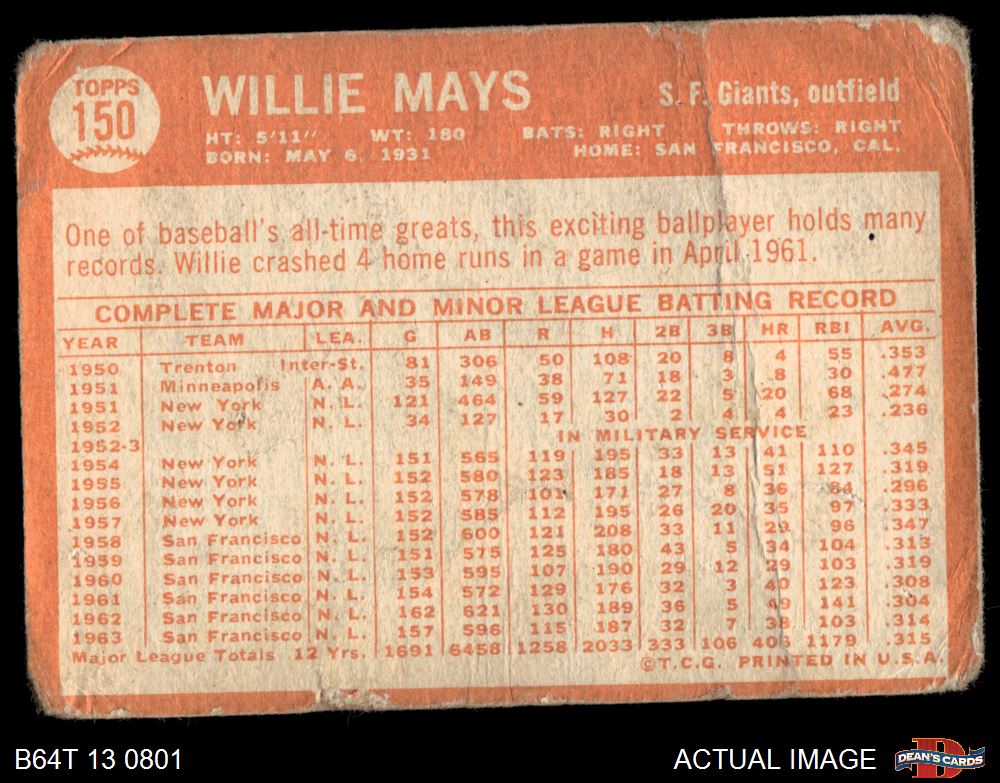 TOPPS
150
WILLIE MAYS
S. F. Giants, outfield
HT: 5'11" WT: 180 BATS: RIGHT THROWS: RIGHT
BORN: MAY 6, 1931 HOME: SAN FRANCISCO, CAL.
One of baseball's all-time greats, this exciting ballplayer holds many
records. Willie crashed 4 home runs in a game in April 1961.
COMPLETE MAJOR AND MINOR LEAGUE BATTING RECORD
YEAR TEAM LEA. G AB R H 2B 3B HR RBI AVG.
1950 Trenton Inter-St. 81 306 50 108 20 8 4 55 .353
1951 Minneapolis A. A. 35 149 38 71 18 3 8 30 .477
1951 New York N. L. 121 464 59 127 22 5 20 68 .274
1952 New York N. L. 34 127 17 30 2 4 4 23 .236
1952-3 IN MILITARY SERVICE
1954 New York N. L. 151 565 119 195 33 13 41 110 .345
1955 New York N. L. 152 580 123 185 18 13 51 127 .319
1956 New York N. L. 152 578 101 171 27 8 36 84 .296
1957 New York N. L. 152 585 112 195 26 20 35 97 .333
1958 San Francisco N. L. 152 600 121 208 33 11 29 96 .347
1959 San Francisco N. L. 151 575 125 180 43 5 34 104 .313
1960 San Francisco N. L. 153 595 107 190 29 12 29 103 .319
1961 San Francisco N. L. 154 572 129 176 32 3 40 123 .308
1962 San Francisco N. L. 162 621 130 189 36 5 49 141 .304
1963 San Francisco N. L. 157 596 115 187 32 7 38 103 .314
Major League Totals 12 Yrs. 1691 6458 1258 2033 333 106 406 1179 .315
©T.C.G. PRINTED IN U.S.A.
B64T 13 0801
ACTUAL IMAGE
D
DEAN'S CARDS